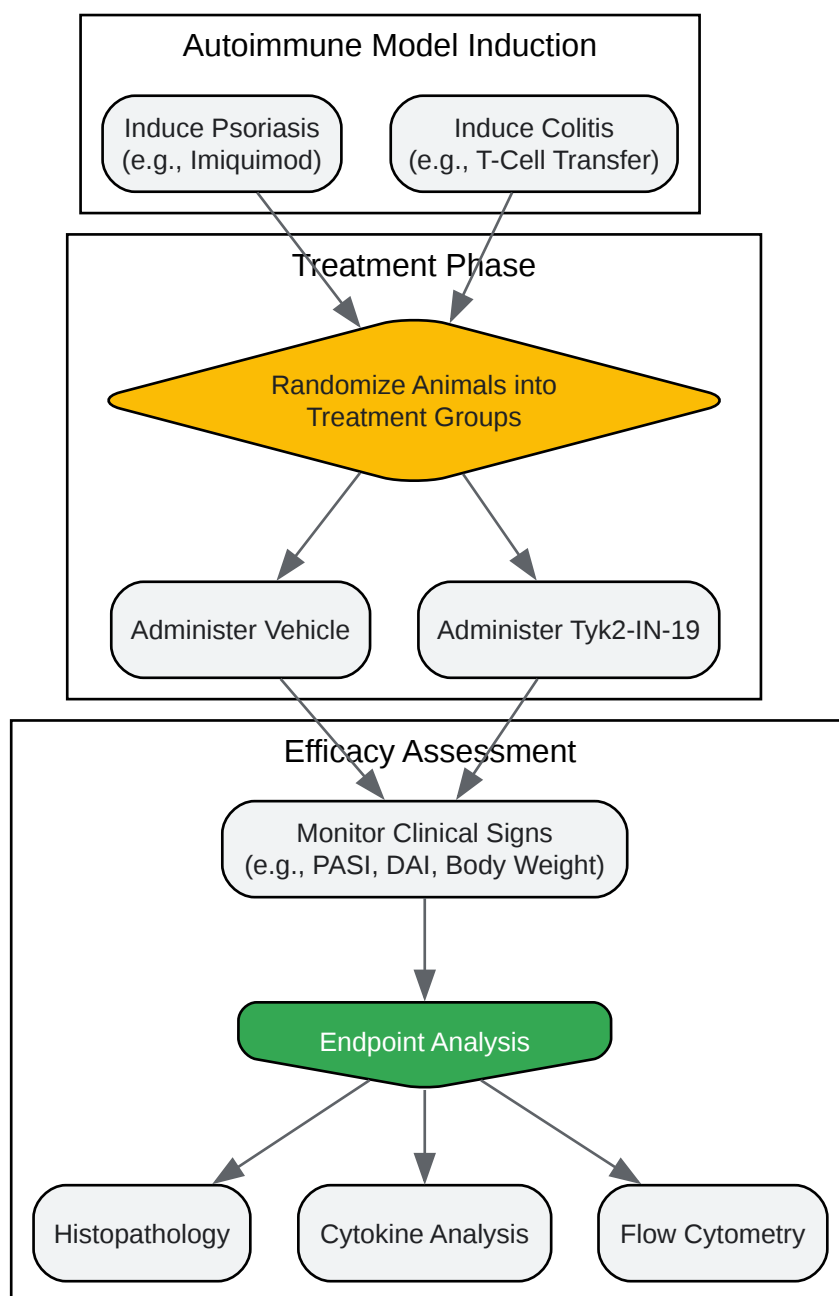 Autoimmune Model Induction
Induce Psoriasis
(e.g., Imiquimod)
Induce Colitis
(e.g., T-Cell Transfer)
Treatment Phase
Randomize Animals into
Treatment Groups
Administer Vehicle
Administer Tyk2-IN-19
Efficacy Assessment
Monitor Clinical Signs
(e.g., PASI, DAI, Body Weight)
Endpoint Analysis
Histopathology
Cytokine Analysis
Flow Cytometry